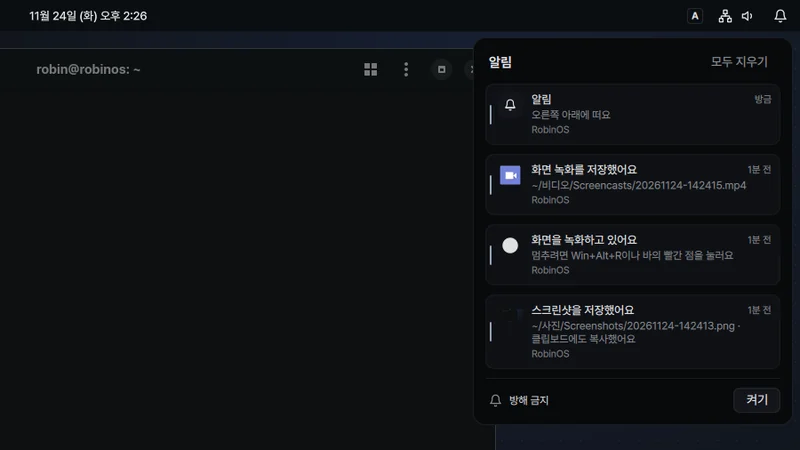 11월 24일 (화) 오후 2:26
A
robin@robinos: ~
알림
모두 지우기
알림
방금
오른쪽 아래에 떠요
RobinOS
화면 녹화를 저장했어요
1분 전
~/비디오/Screencasts/20261124-142415.mp4
RobinOS
화면을 녹화하고 있어요
1분 전
멈추려면 Win+Alt+R이나 바의 빨간 점을 눌러요
RobinOS
스크린샷을 저장했어요
1분 전
~/사진/Screenshots/20261124-142413.png ·
클립보드에도 복사했어요
RobinOS
방해 금지
켜기